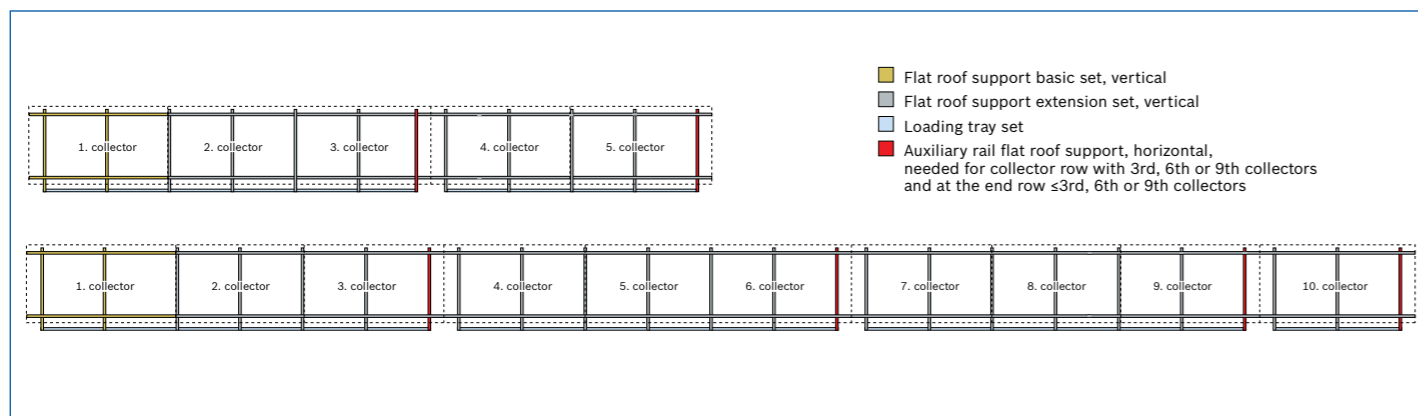 Flat roof support basic set, vertical
Flat roof support extension set, vertical
Loading tray set
Auxiliary rail flat roof support, horizontal,
needed for collector row with 3rd, 6th or 9th collectors
and at the end row ≤3rd, 6th or 9th collectors
1. collector 2. collector 3. collector 4. collector 5. collector
1. collector 2. collector 3. collector 4. collector 5. collector 6. collector 7. collector 8. collector 9. collector 10. collector